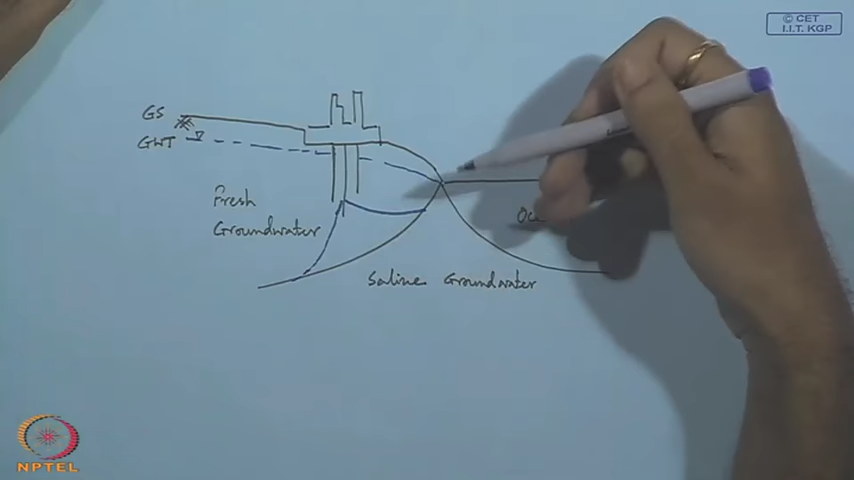 © CET
I.I.T. KGP
GS
GWT
Fresh
Groundwater
Saline Groundwater
NPTEL